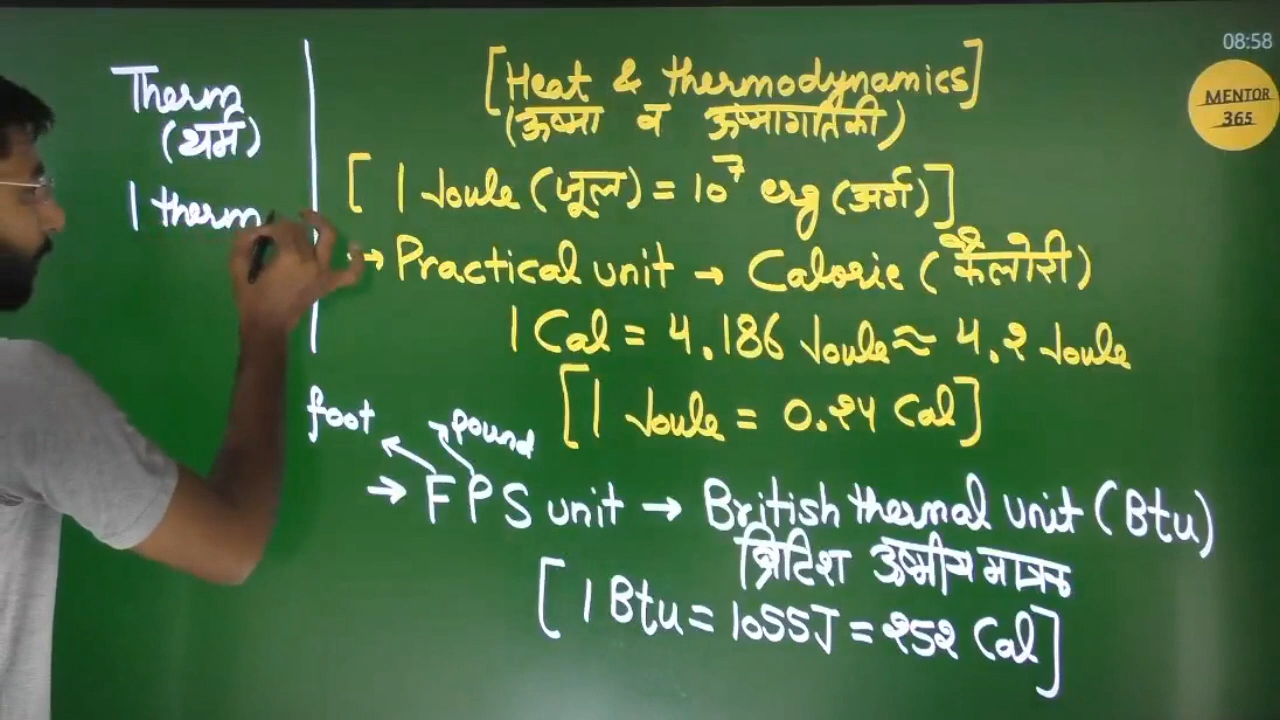 08:58
MENTOR
365
Therm
(थर्म)
1 therm
[Heat & thermodynamics]
(ऊष्मा व ऊष्मागतिकी)
[ 1 Joule (जूल) = 10⁷ erg (अर्ग) ]
→ Practical unit → Calorie (कैलोरी)
1 Cal = 4.186 Joule ≈ 4.2 Joule
[ 1 Joule = 0.24 Cal ]
foot pound
→ FPS unit → British thermal unit (Btu)
ब्रिटिश ऊष्मीय मात्रक
[ 1 Btu = 1055J = 252 Cal ]